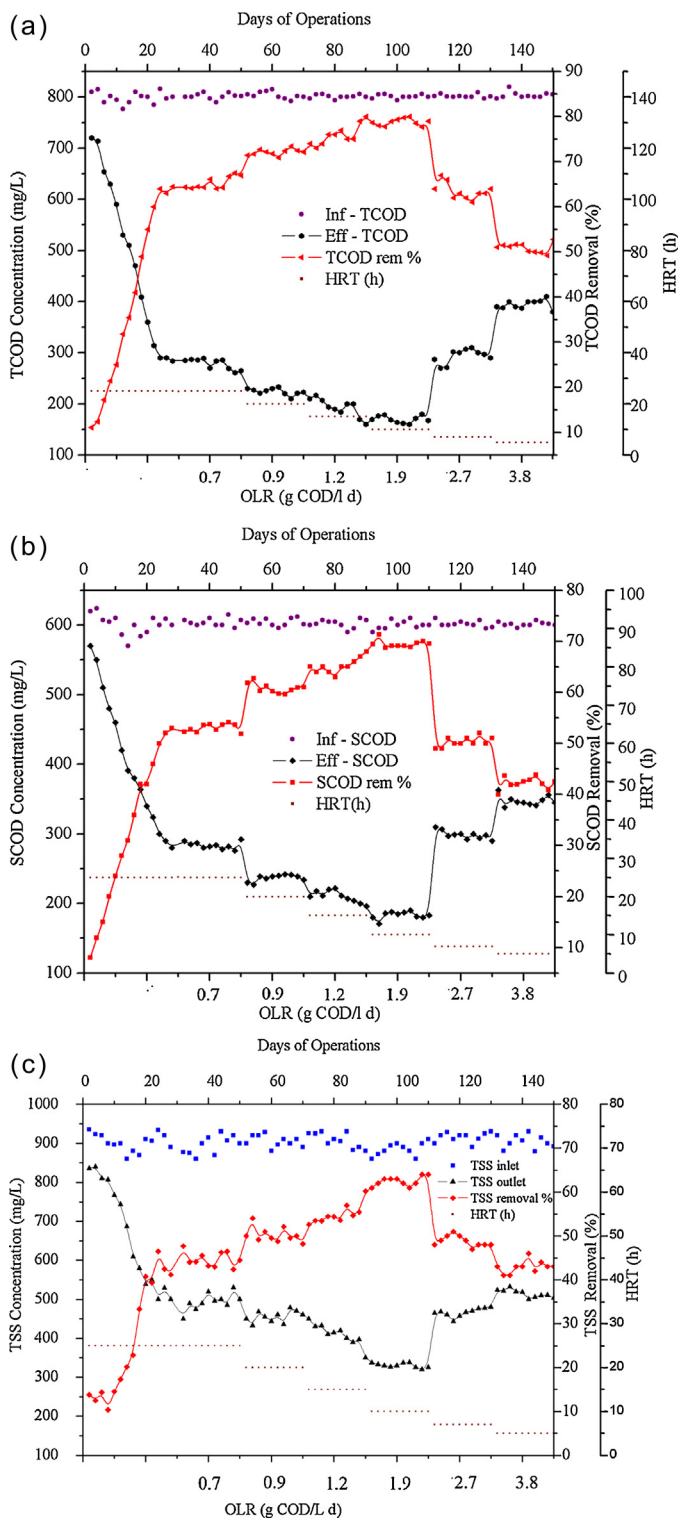 (a)
Days of Operations
0 20 40 60 80 100 120 140
TCOD Concentration (mg/L)
800
700
600
500
400
300
200
100
90
80
70
60
50
40
30
20
10
TCOD Removal (%)
140
120
100
80
60
40
20
0
HRT (h)
Inf - TCOD
Eff - TCOD
TCOD rem %
HRT (h)
0.7 0.9 1.2 1.9 2.7 3.8
OLR (g COD/l d)
(b)
Days of Operations
0 20 40 60 80 100 120 140
SCOD Concentration (mg/L)
600
500
400
300
200
100
80
70
60
50
40
30
20
10
SCOD Removal (%)
100
90
80
70
60
50
40
30
20
10
0
HRT (h)
Inf - SCOD
Eff - SCOD
SCOD rem %
HRT(h)
0.7 0.9 1.2 1.9 2.7 3.8
OLR (g COD/l d)
(c)
Days of Operations
0 20 40 60 80 100 120 140
TSS Concentration (mg/L)
1000
900
800
700
600
500
400
300
200
100
80
70
60
50
40
30
20
10
0
TSS Removal (%)
80
70
60
50
40
30
20
10
0
HRT (h)
TSS inlet
TSS outlet
TSS removal %
HRT (h)
0.7 0.9 1.2 1.9 2.7 3.8
OLR (g COD/L d)